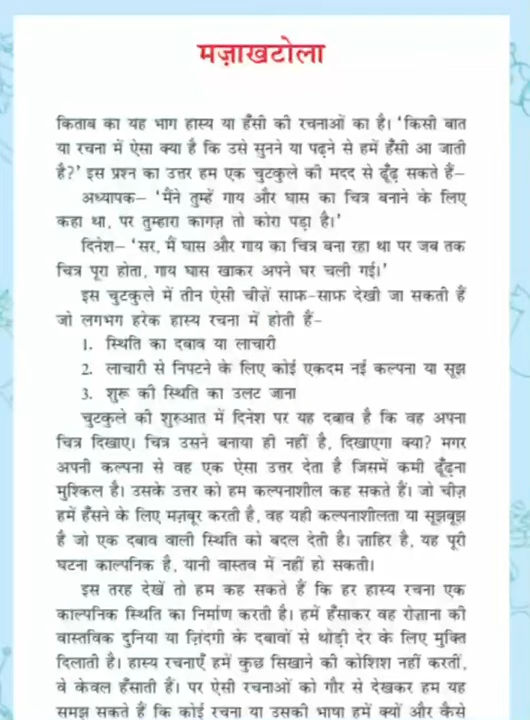 मज़ाखटोला
किताब का यह भाग हास्य या हँसी की रचनाओं का है। ‘किसी बात
या रचना में ऐसा क्या है कि उसे सुनने या पढ़ने से हमें हँसी आ जाती
है?’ इस प्रश्न का उत्तर हम एक चुटकुले की मदद से ढूँढ़ सकते हैं–
अध्यापक– ‘मैंने तुम्हें गाय और घास का चित्र बनाने के लिए
कहा था, पर तुम्हारा कागज़ तो कोरा पड़ा है।’
दिनेश– ‘सर, मैं घास और गाय का चित्र बना रहा था पर जब तक
चित्र पूरा होता, गाय घास खाकर अपने घर चली गई।’
इस चुटकुले में तीन ऐसी चीज़ें साफ़-साफ़ देखी जा सकती हैं
जो लगभग हरेक हास्य रचना में होती हैं–
1. स्थिति का दबाव या लाचारी
2. लाचारी से निपटने के लिए कोई एकदम नई कल्पना या सूझ
3. शुरू की स्थिति का उलट जाना
चुटकुले की शुरुआत में दिनेश पर यह दबाव है कि वह अपना
चित्र दिखाए। चित्र उसने बनाया ही नहीं है, दिखाएगा क्या? मगर
अपनी कल्पना से वह एक ऐसा उत्तर देता है जिसमें कमी ढूँढ़ना
मुश्किल है। उसके उत्तर को हम कल्पनाशील कह सकते हैं। जो चीज़
हमें हँसने के लिए मज़बूर करती है, वह यही कल्पनाशीलता या सूझबूझ
है जो एक दबाव वाली स्थिति को बदल देती है। ज़ाहिर है, यह पूरी
घटना काल्पनिक है, यानी वास्तव में नहीं हो सकती।
इस तरह देखें तो हम कह सकते हैं कि हर हास्य रचना एक
काल्पनिक स्थिति का निर्माण करती है। हमें हँसाकर वह रोज़ाना की
वास्तविक दुनिया या ज़िंदगी के दबावों से थोड़ी देर के लिए मुक्ति
दिलाती है। हास्य रचनाएँ हमें कुछ सिखाने की कोशिश नहीं करतीं,
वे केवल हँसाती हैं। पर ऐसी रचनाओं को गौर से देखकर हम यह
समझ सकते हैं कि कोई रचना या उसकी भाषा हमें क्यों और कैसे